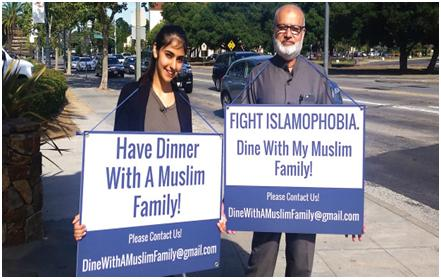 Have Dinner
With A Muslim
Family!
Please Contact Us!
DineWithAMuslimFamily@gmail.com
FIGHT ISLAMOPHOBIA.
Dine With My Muslim
Family!
Please Contact Us!
DineWithAMuslimFamily@gmail.com